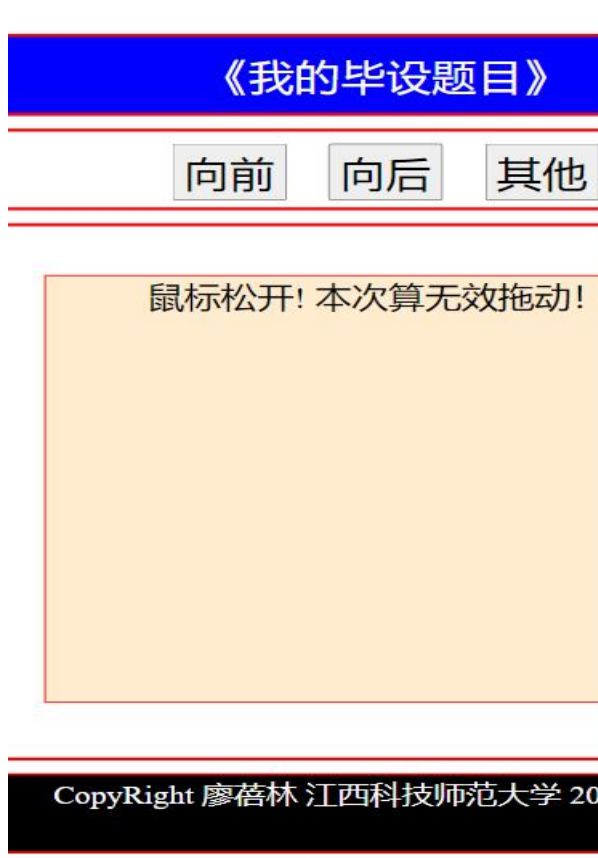 《我的毕设题目》
向前 向后 其他
鼠标松开! 本次算无效拖动!
CopyRight 廖蓓林 江西科技师范大学 20